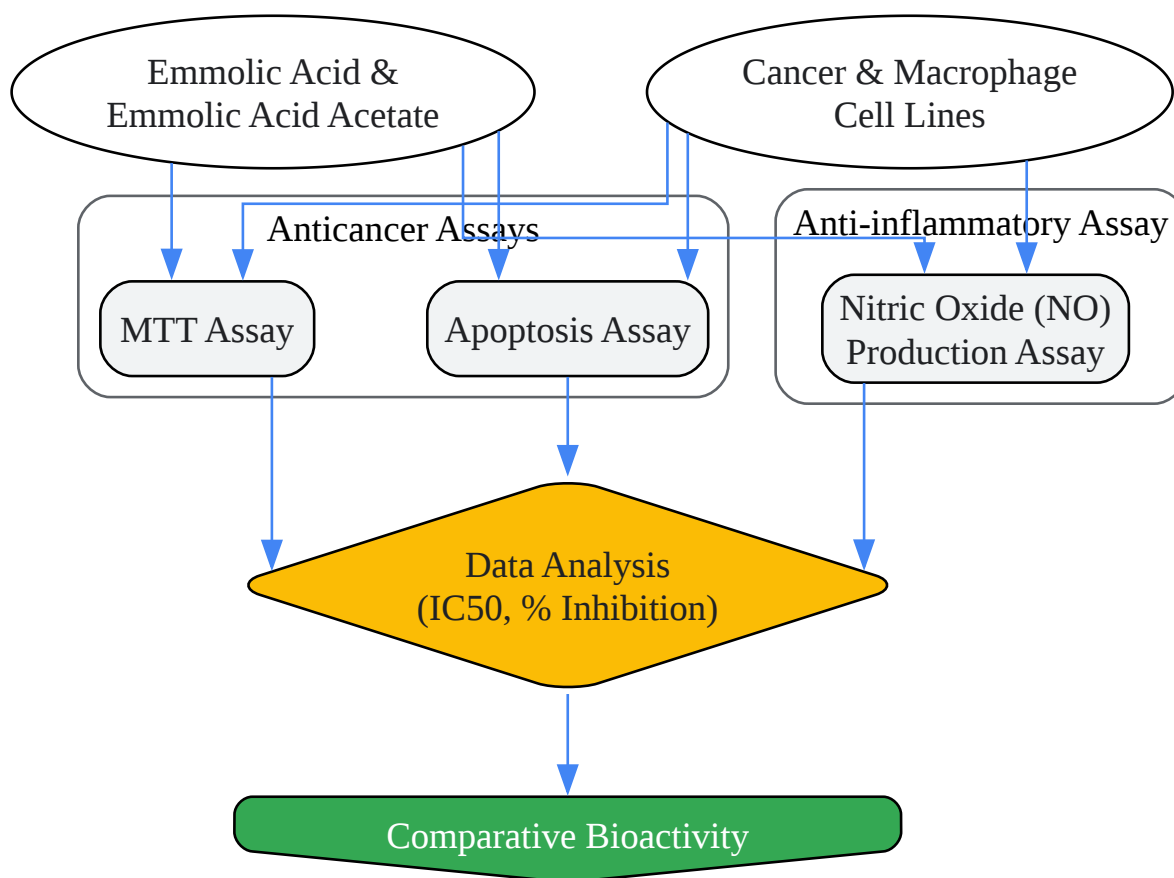 Emmolic Acid &
Emmolic Acid Acetate
Cancer & Macrophage
Cell Lines
Anticancer Assays
Anti-inflammatory Assay
MTT Assay
Apoptosis Assay
Nitric Oxide (NO)
Production Assay
Data Analysis
(IC50, % Inhibition)
Comparative Bioactivity